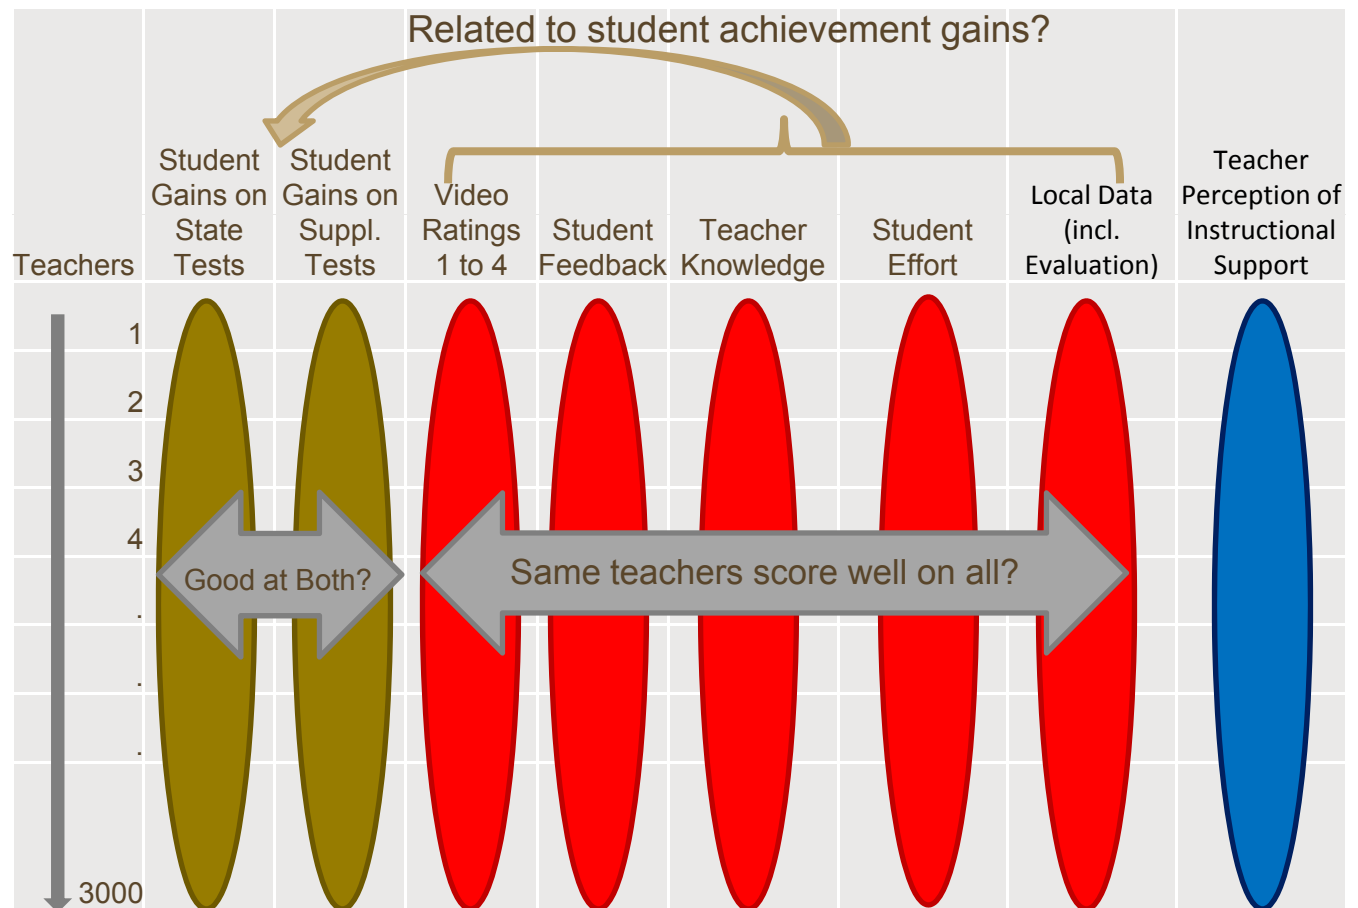 Related to student achievement gains?
Teachers
Student
Gains on
State
Tests
Student
Gains on
Suppl.
Tests
Video
Ratings
1 to 4
Student
Feedback
Teacher
Knowledge
Student
Effort
Local Data
(incl.
Evaluation)
Teacher
Perception of
Instructional
Support
1
2
3
4
.
.
.
3000
Good at Both?
Same teachers score well on all?